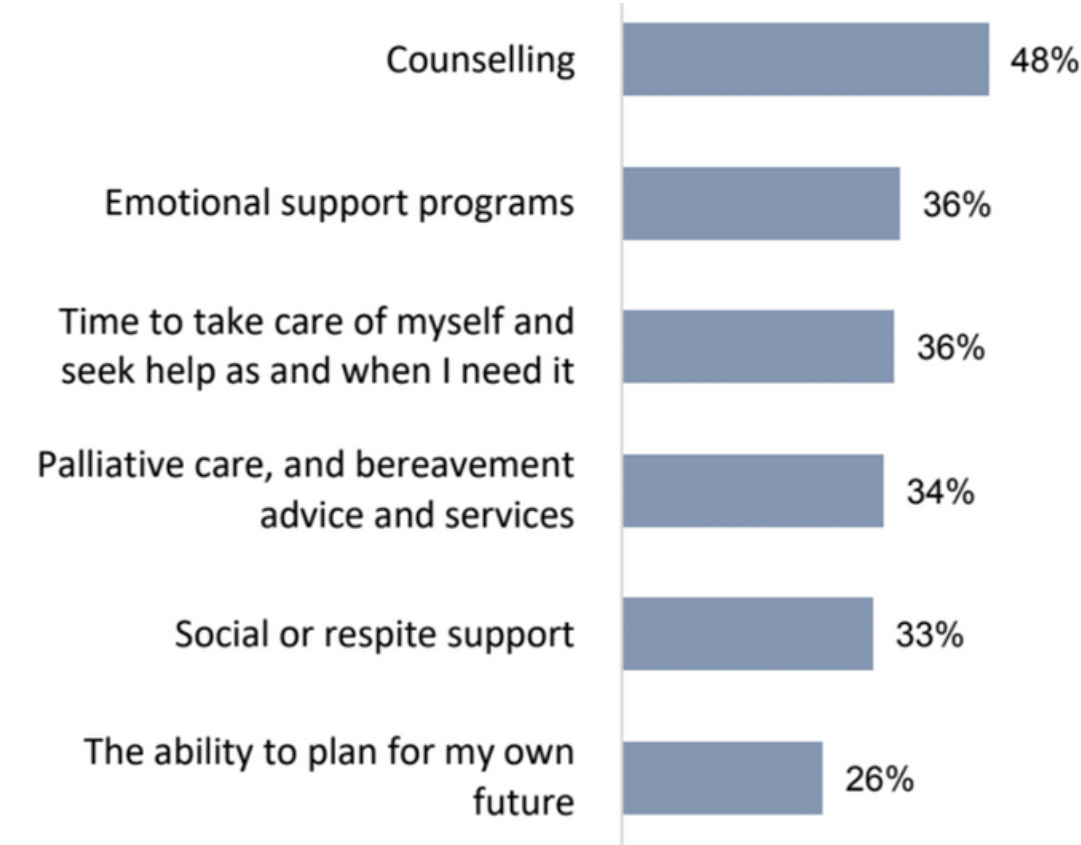 Counselling
48%
Emotional support programs
36%
Time to take care of myself and
seek help as and when I need it
36%
Palliative care, and bereavement
advice and services
34%
Social or respite support
33%
The ability to plan for my own
future
26%